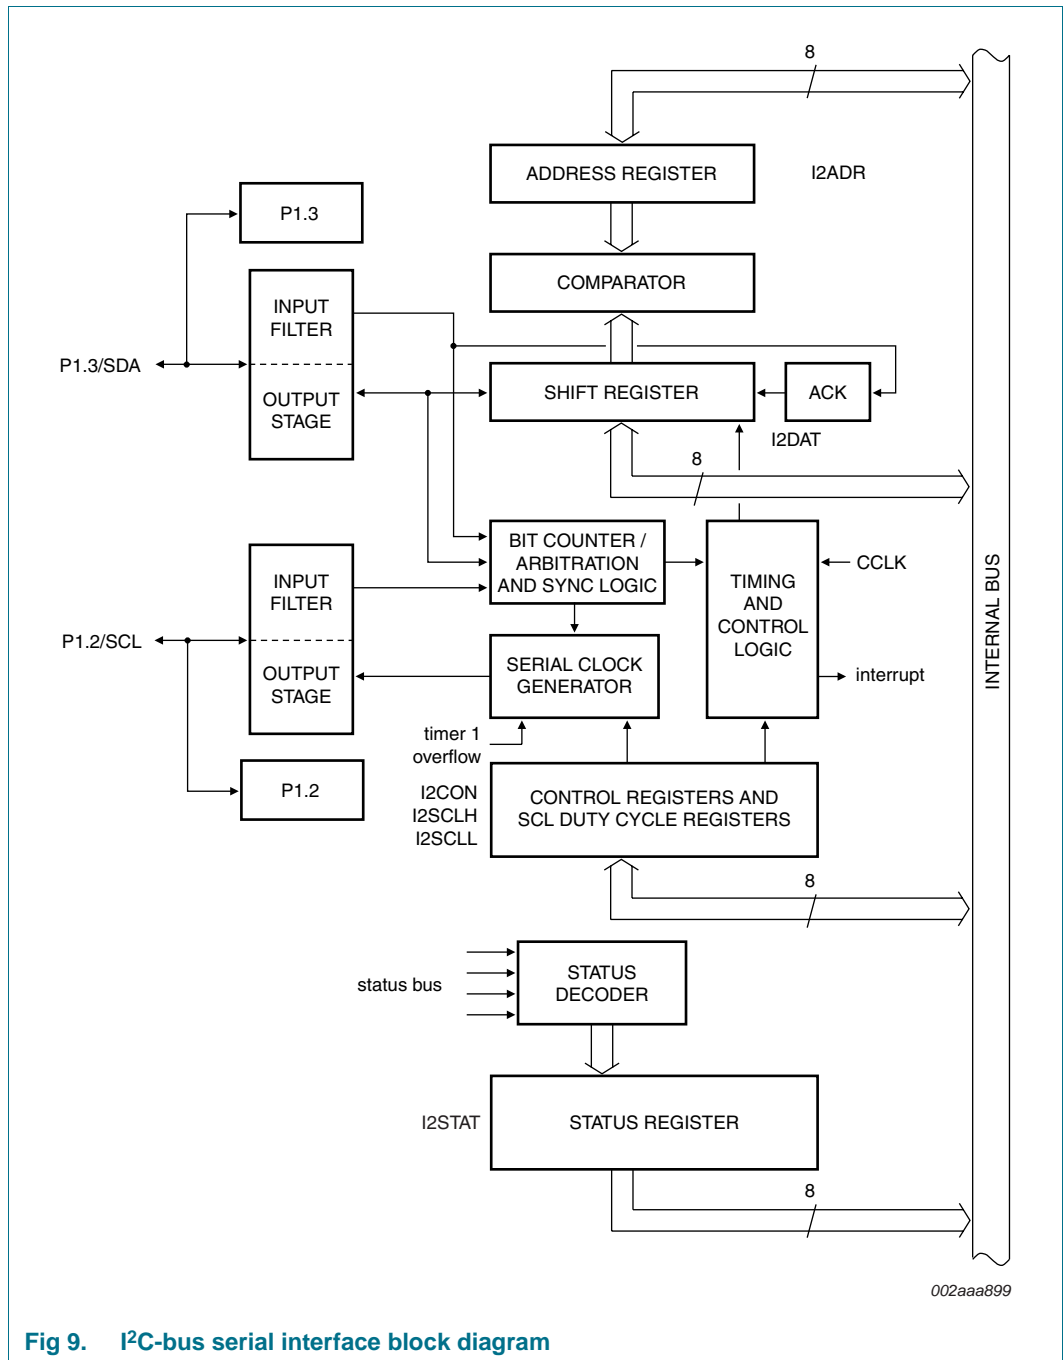 8
ADDRESS REGISTER
I2ADR
P1.3
COMPARATOR
INPUT
FILTER
P1.3/SDA
OUTPUT
STAGE
SHIFT REGISTER
ACK
I2DAT
8
BIT COUNTER /
ARBITRATION
AND SYNC LOGIC
INPUT
FILTER
TIMING
AND
CONTROL
LOGIC
CCLK
INTERNAL BUS
P1.2/SCL
OUTPUT
STAGE
SERIAL CLOCK
GENERATOR
interrupt
timer 1
overflow
P1.2
I2CON
I2SCLH
I2SCLL
CONTROL REGISTERS AND
SCL DUTY CYCLE REGISTERS
8
status bus
STATUS
DECODER
I2STAT
STATUS REGISTER
8
002aaa899
Fig 9. I2C-bus serial interface block diagram